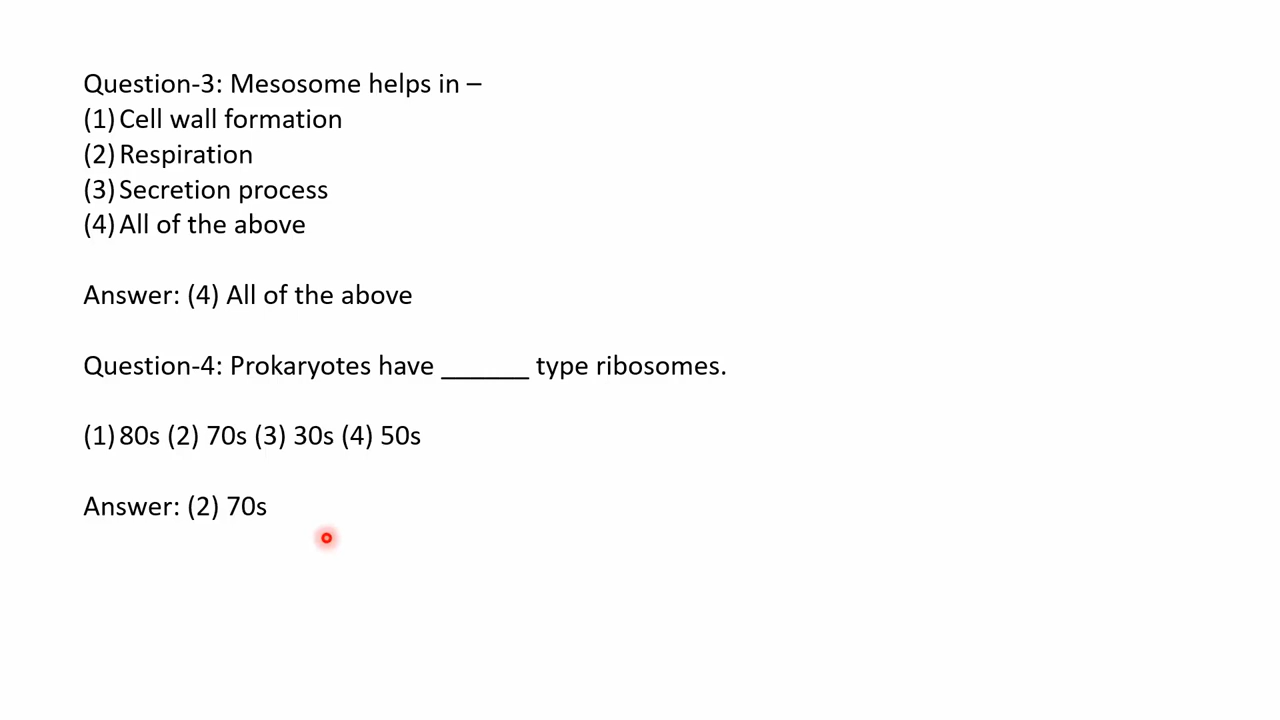 Question-3: Mesosome helps in –
(1) Cell wall formation
(2) Respiration
(3) Secretion process
(4) All of the above
Answer: (4) All of the above
Question-4: Prokaryotes have ______ type ribosomes.
(1) 80s (2) 70s (3) 30s (4) 50s
Answer: (2) 70s